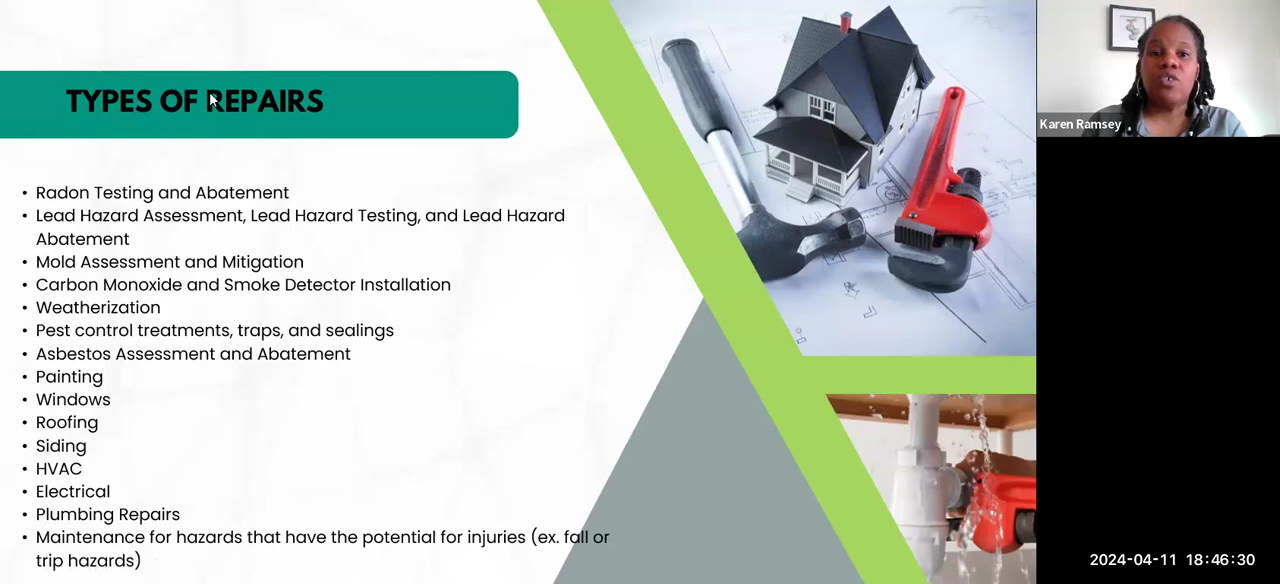 TYPES OF REPAIRS
• Radon Testing and Abatement
• Lead Hazard Assessment, Lead Hazard Testing, and Lead Hazard
Abatement
• Mold Assessment and Mitigation
• Carbon Monoxide and Smoke Detector Installation
• Weatherization
• Pest control treatments, traps, and sealings
• Asbestos Assessment and Abatement
• Painting
• Windows
• Roofing
• Siding
• HVAC
• Electrical
• Plumbing Repairs
• Maintenance for hazards that have the potential for injuries (ex. fall or
trip hazards)
Karen Ramsey
2024-04-11 18:46:30